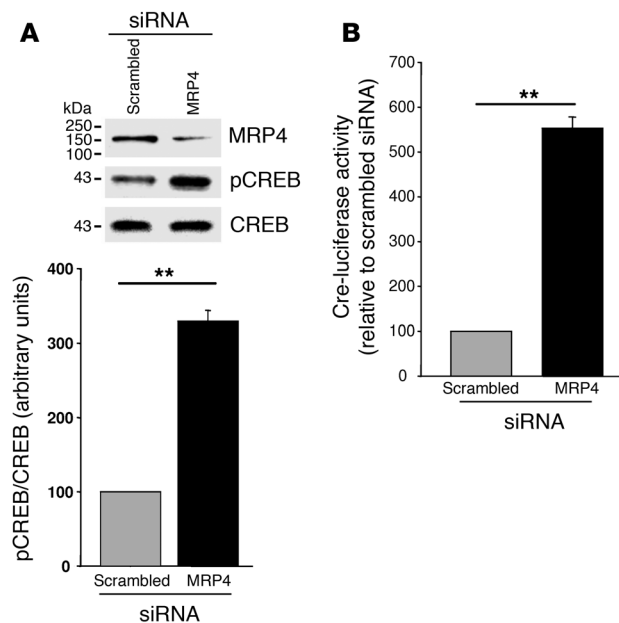 A
siRNA
Scrambled
MRP4
kDa
250
150
100
MRP4
43
pCREB
43
CREB
pCREB/CREB (arbitrary units)
400
300
200
100
0
**
Scrambled
MRP4
siRNA
B
Cre-luciferase activity
(relative to scrambled siRNA)
700
600
500
400
300
200
100
0
**
Scrambled
MRP4
siRNA